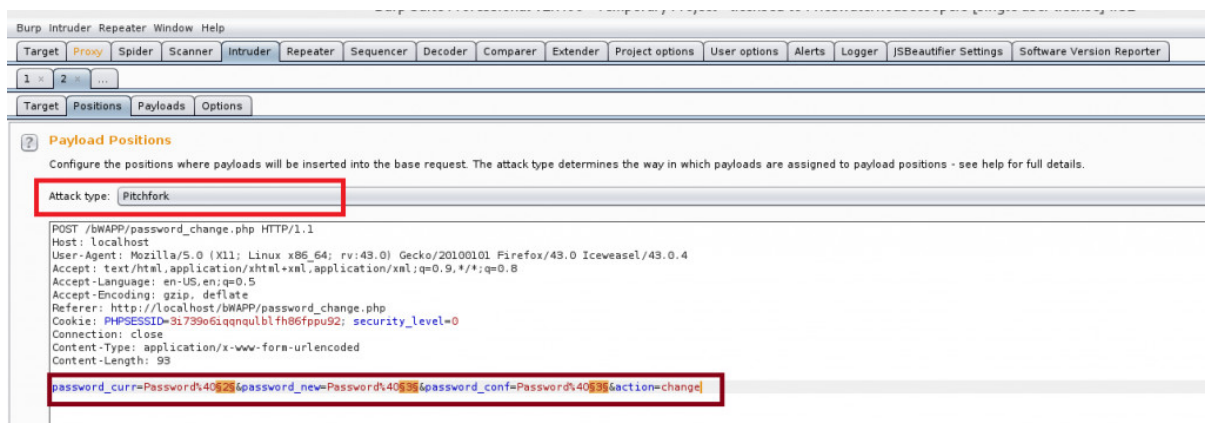 Burp Intruder Repeater Window Help
Target Proxy Spider Scanner Intruder Repeater Sequencer Decoder Comparer Extender Project options User options Alerts Logger JSBeautifier Settings Software Version Reporter
1 × 2 × ...
Target Positions Payloads Options
? Payload Positions
Configure the positions where payloads will be inserted into the base request. The attack type determines the way in which payloads are assigned to payload positions - see help for full details.
Attack type: Pitchfork
POST /bWAPP/password_change.php HTTP/1.1
Host: localhost
User-Agent: Mozilla/5.0 (X11; Linux x86_64; rv:43.0) Gecko/20100101 Firefox/43.0 Iceweasel/43.0.4
Accept: text/html,application/xhtml+xml,application/xml;q=0.9,*/*;q=0.8
Accept-Language: en-US,en;q=0.5
Accept-Encoding: gzip, deflate
Referer: http://localhost/bWAPP/password_change.php
Cookie: PHPSESSID=3i739o6iqqnqulblfh86fppu92; security_level=0
Connection: close
Content-Type: application/x-www-form-urlencoded
Content-Length: 93
password_curr=Password%40§2§&password_new=Password%40§3§&password_conf=Password%40§3§&action=change